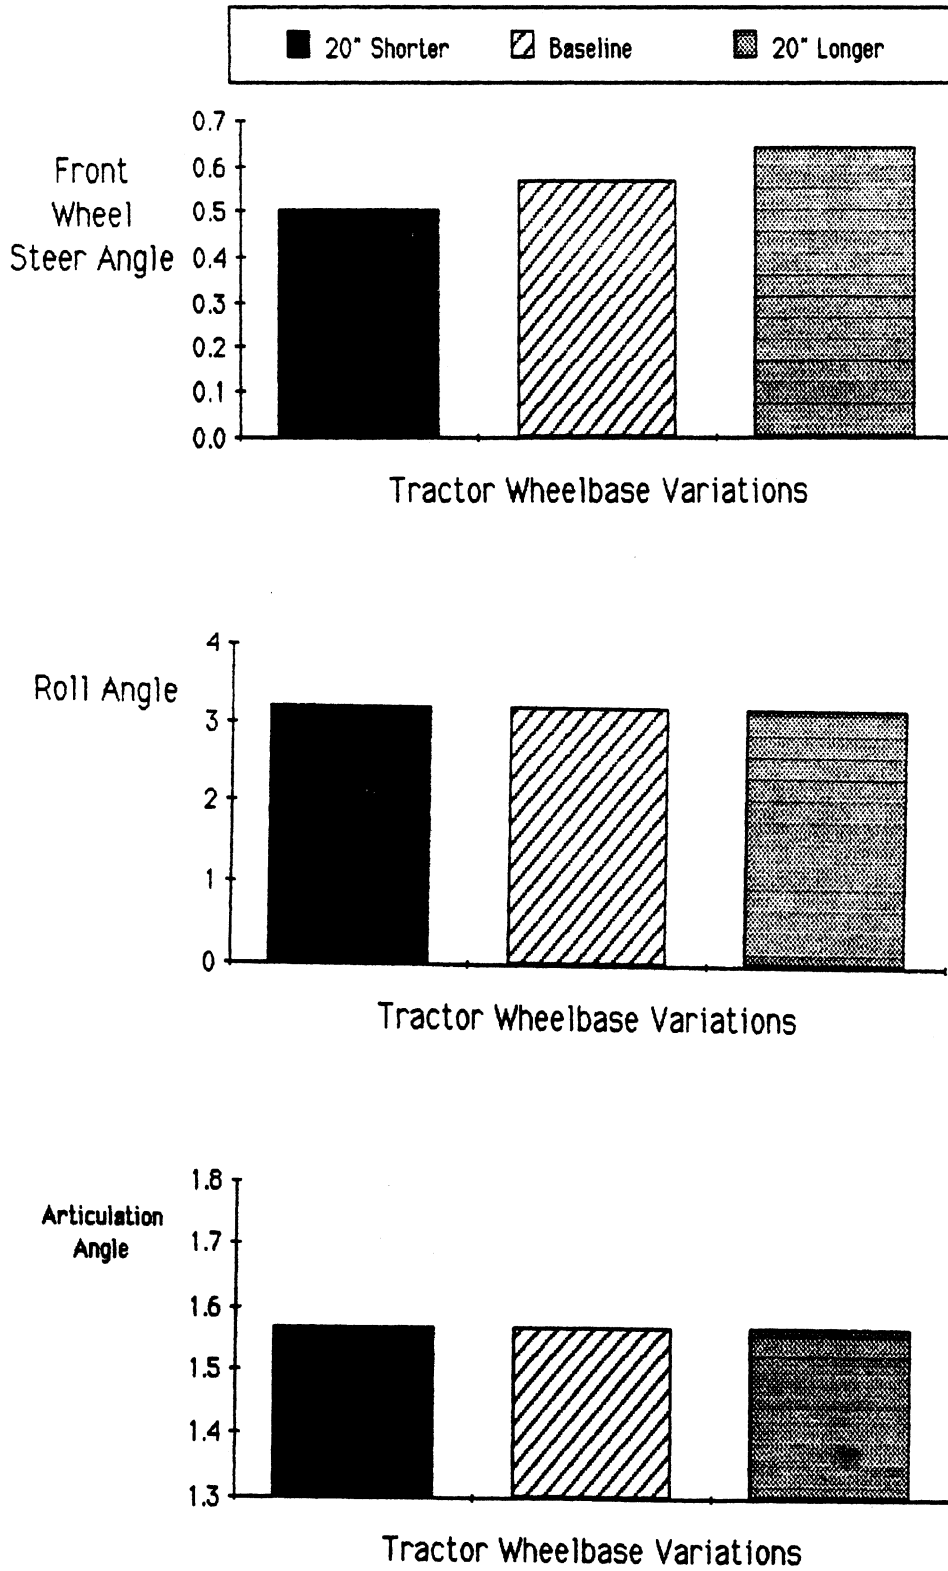 20" Shorter Baseline 20" Longer
Front
Wheel
Steer Angle
0.7
0.6
0.5
0.4
0.3
0.2
0.1
0.0
Tractor Wheelbase Variations
Roll Angle
4
3
2
1
0
Tractor Wheelbase Variations
Articulation
Angle
1.8
1.7
1.6
1.5
1.4
1.3
Tractor Wheelbase Variations